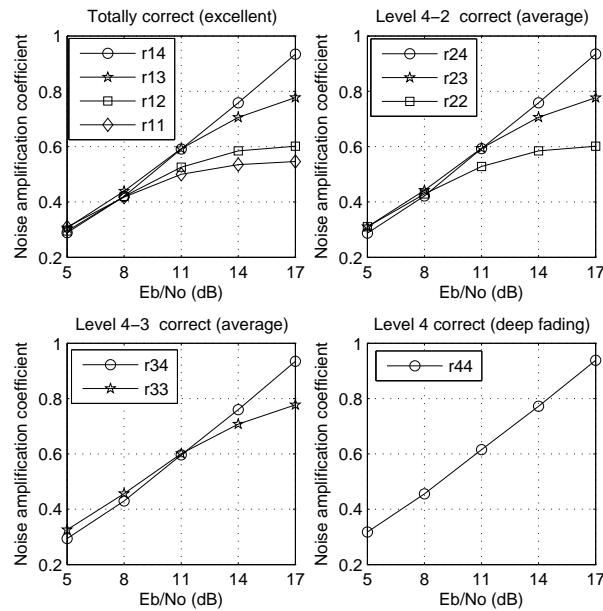 Totally correct (excellent)
Noise amplification coefficient
1
0.8
0.6
0.4
0.2
r14
r13
r12
r11
5 8 11 14 17
Eb/No (dB)
Level 4−2 correct (average)
Noise amplification coefficient
1
0.8
0.6
0.4
0.2
r24
r23
r22
5 8 11 14 17
Eb/No (dB)
Level 4−3 correct (average)
Noise amplification coefficient
1
0.8
0.6
0.4
0.2
r34
r33
5 8 11 14 17
Eb/No (dB)
Level 4 correct (deep fading)
Noise amplification coefficient
1
0.8
0.6
0.4
0.2
r44
5 8 11 14 17
Eb/No (dB)